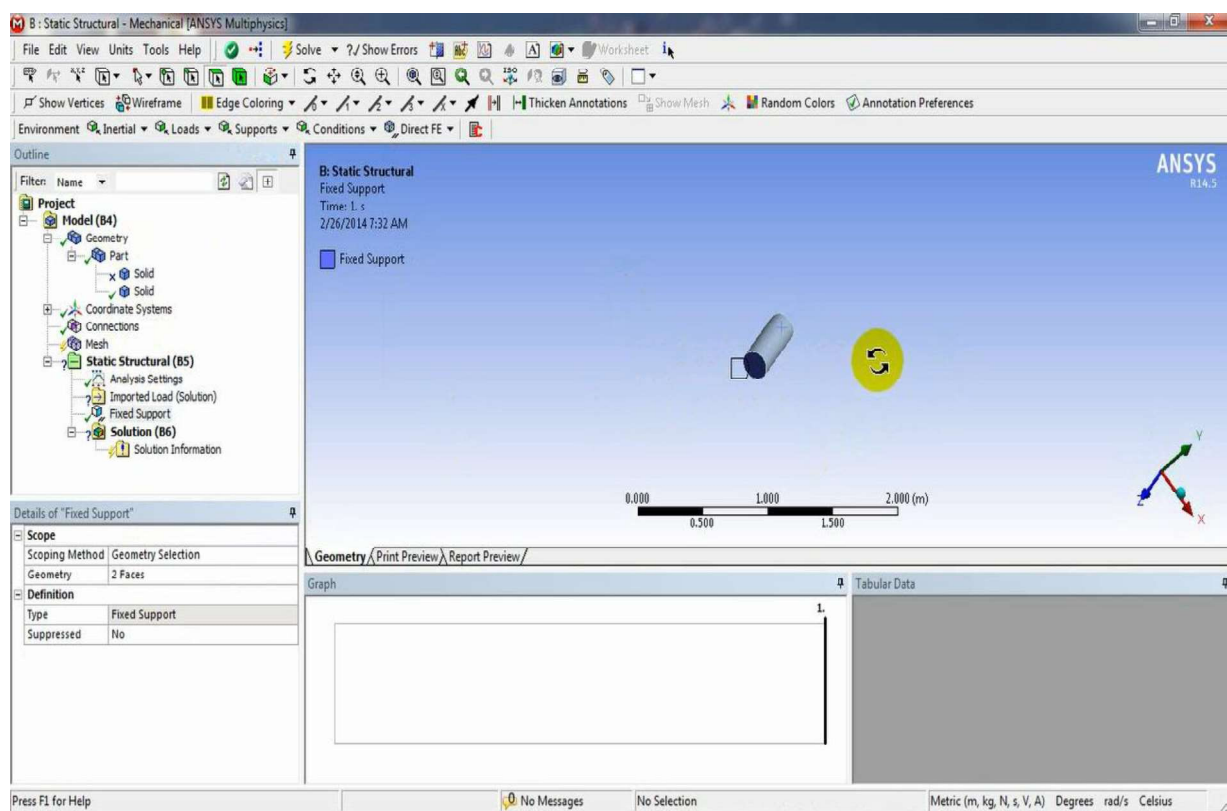 B : Static Structural - Mechanical [ANSYS Multiphysics]
File Edit View Units Tools Help Solve ?/ Show Errors A Worksheet i
Show Vertices Wireframe Edge Coloring Thicken Annotations Show Mesh Random Colors Annotation Preferences
Environment Inertial Loads Supports Conditions Direct FE
Outline
Filter: Name
Project
Model (B4)
Geometry
Part
Solid
Solid
Coordinate Systems
Connections
Mesh
Static Structural (B5)
Analysis Settings
Imported Load (Solution)
Fixed Support
Solution (B6)
Solution Information
B: Static Structural
Fixed Support
Time: 1. s
2/26/2014 7:32 AM
Fixed Support
ANSYS
R14.5
Y
Z
X
0.000 1.000 2.000 (m)
0.500 1.500
Geometry Print Preview Report Preview
Details of "Fixed Support"
Scope
Scoping Method Geometry Selection
Geometry 2 Faces
Definition
Type Fixed Support
Suppressed No
Graph
1.
Tabular Data
Press F1 for Help No Messages No Selection Metric (m, kg, N, s, V, A) Degrees rad/s Celsius